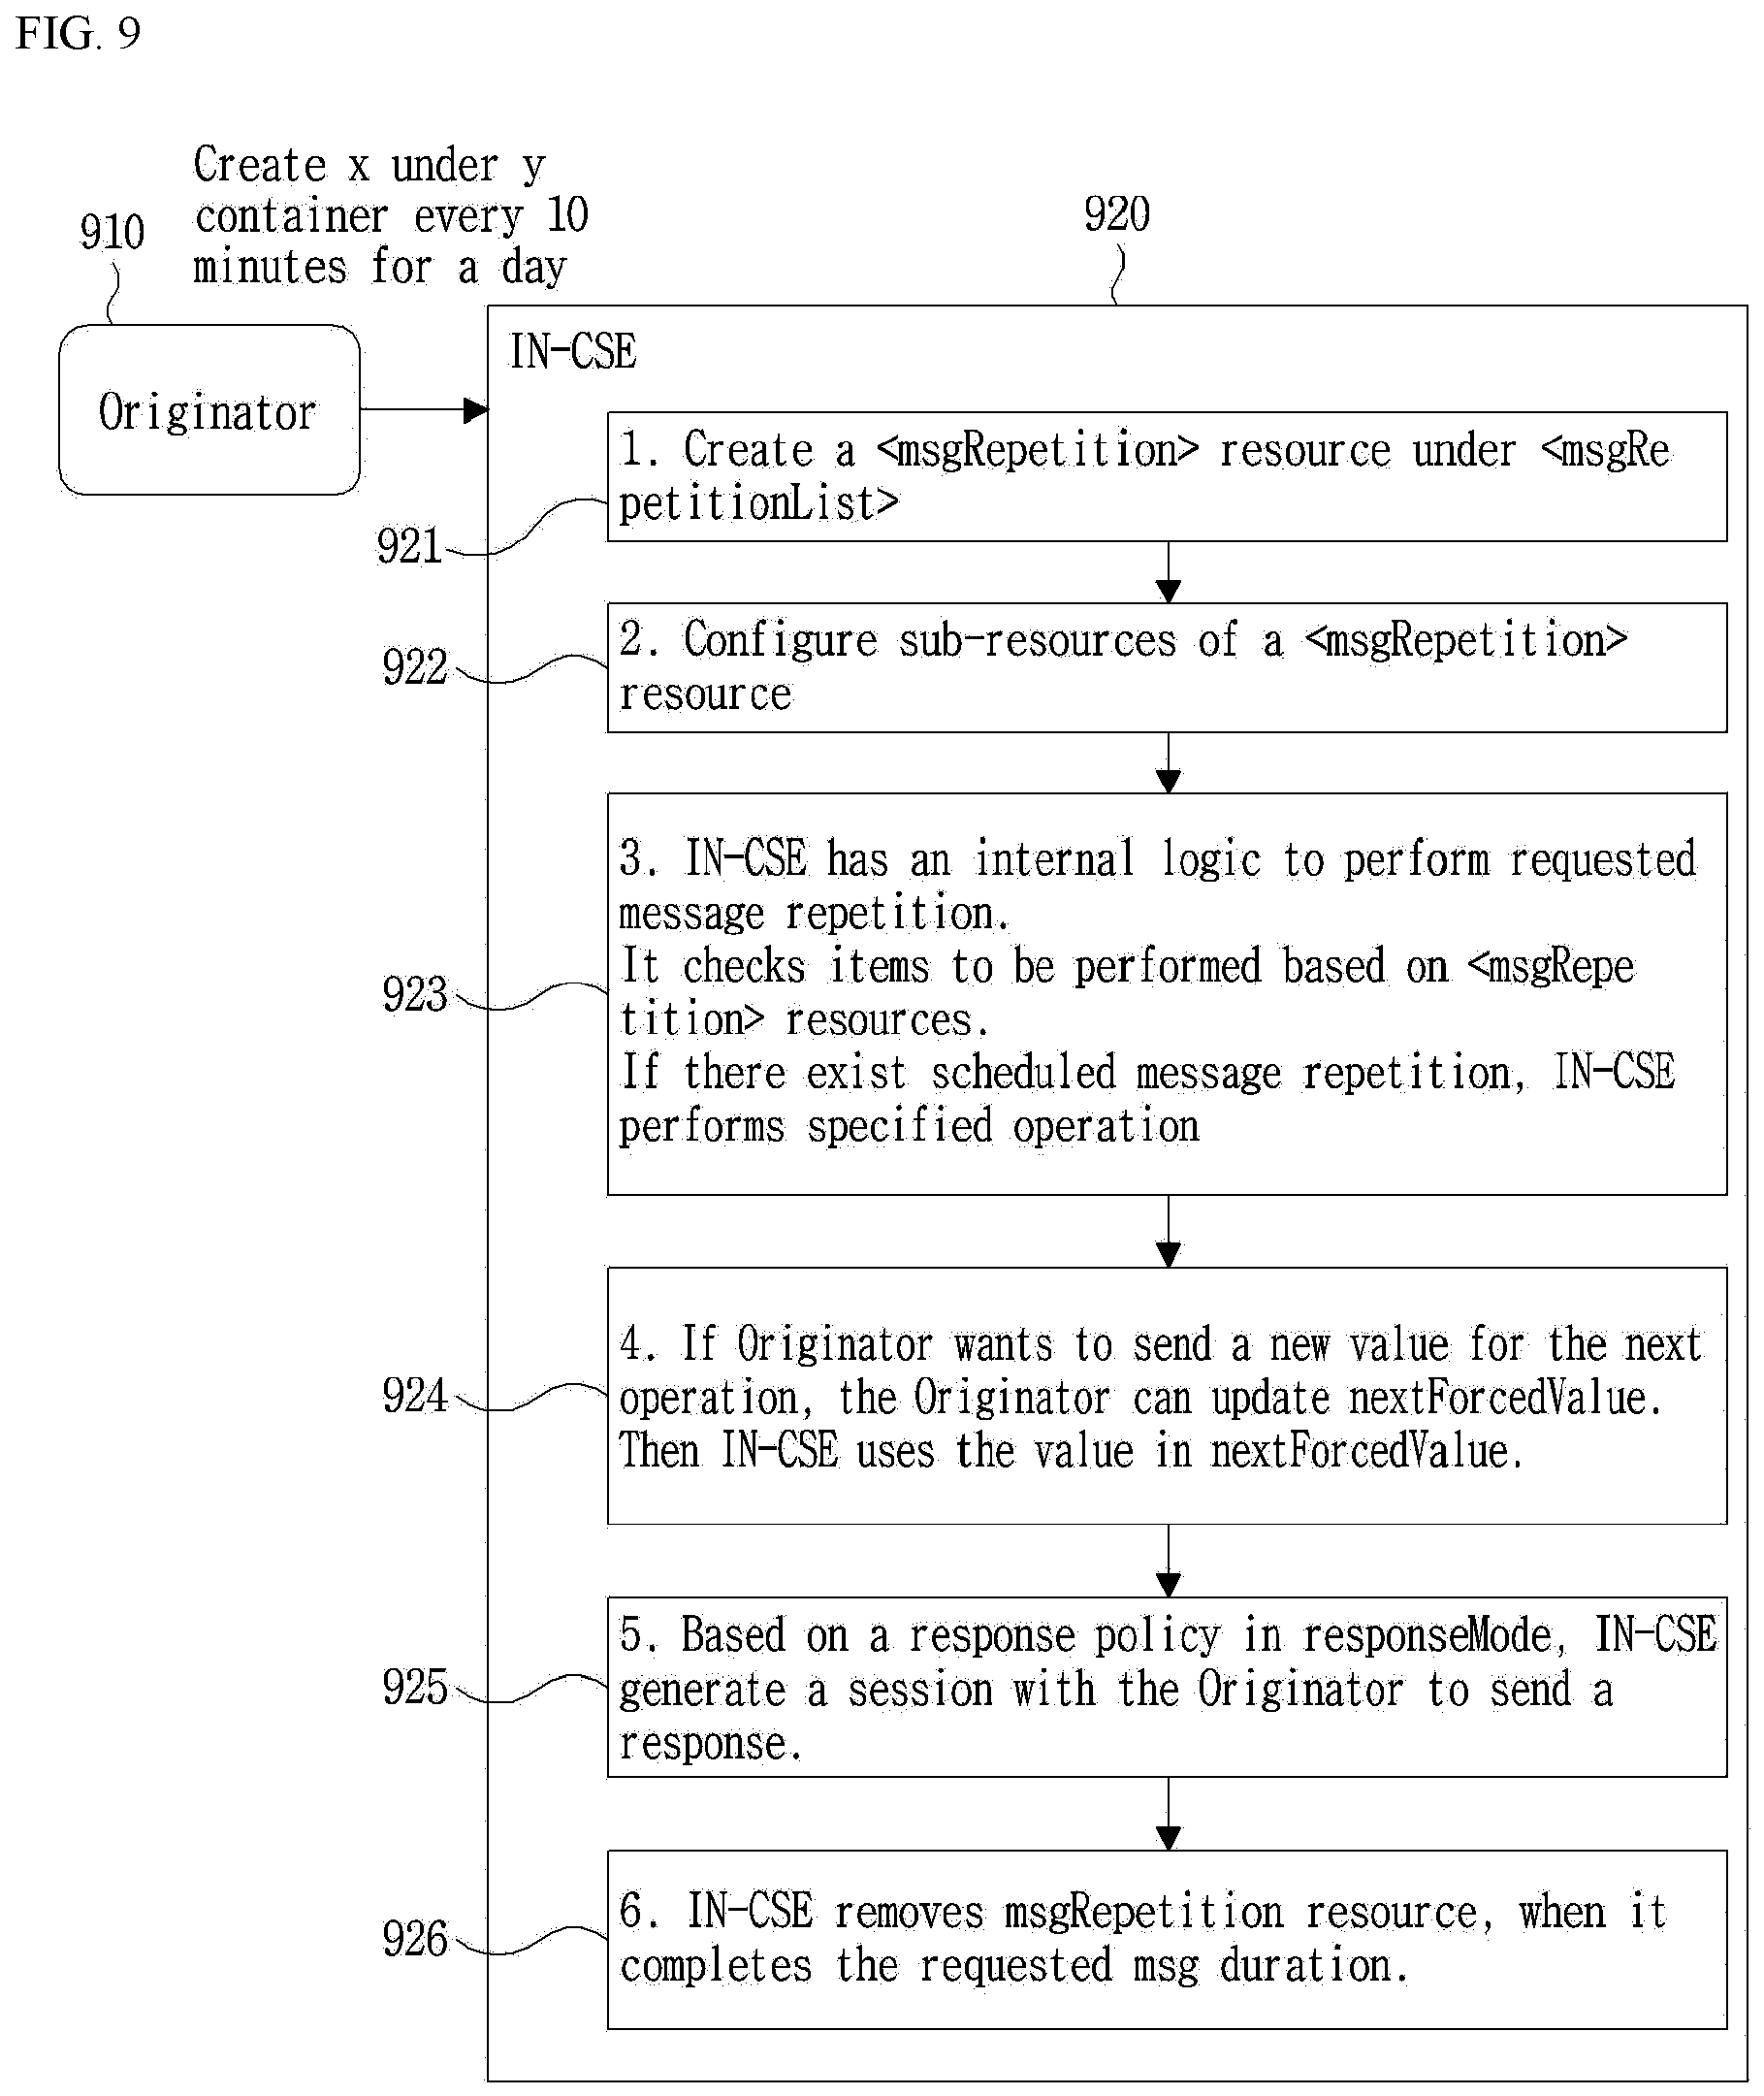 FIG. 9
Create x under y
container every 10
minutes for a day
910
920
Originator
IN-CSE
1. Create a <msgRepetition> resource under <msgRe
petitionList>
921
2. Configure sub-resources of a <msgRepetition>
resource
922
3. IN-CSE has an internal logic to perform requested
message repetition.
It checks items to be performed based on <msgRepe
tition> resources.
If there exist scheduled message repetition, IN-CSE
performs specified operation
923
4. If Originator wants to send a new value for the next
operation, the Originator can update nextForcedValue.
Then IN-CSE uses the value in nextForcedValue.
924
5. Based on a response policy in responseMode, IN-CSE
generate a session with the Originator to send a
response.
925
6. IN-CSE removes msgRepetition resource, when it
completes the requested msg duration.
926